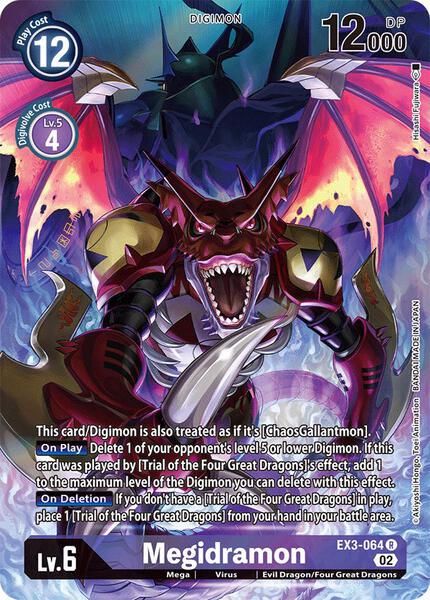 DIGIMON
Play Cost
12
12000 DP
Digivolve Cost
Lv.5
4
Hisashi Fujiwara
©Akiyoshi Hongo, Toei Animation  BANDAI MADE IN JAPAN
This card/Digimon is also treated as if it's [ChaosGallantmon].
On Play Delete 1 of your opponent's level 5 or lower Digimon. If this
card was played by [Trial of the Four Great Dragons]'s effect, add 1
to the maximum level of the Digimon you can delete with this effect.
On Deletion If you don't have a [Trial of the Four Great Dragons] in play,
place 1 [Trial of the Four Great Dragons] from your hand in your battle area.
Lv.6
Megidramon
EX3-064 R
02
Mega
Virus
Evil Dragon/Four Great Dragons